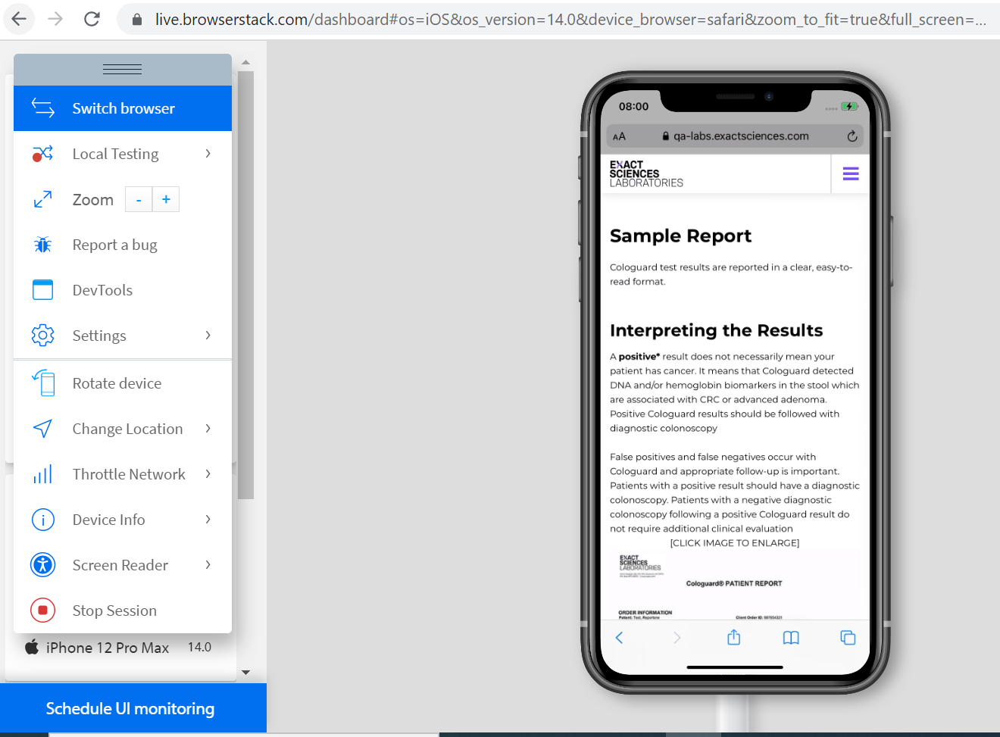 live.browserstack.com/dashboard#os=iOS&os_version=14.0&device_browser=safari&zoom_to_fit=true&full_screen=...
Switch browser
Local Testing
Zoom - +
Report a bug
DevTools
Settings
Rotate device
Change Location
Throttle Network
Device Info
Screen Reader
Stop Session
iPhone 12 Pro Max 14.0
Schedule UI monitoring
08:00
AA qa-labs.exactsciences.com
EXACT
SCIENCES
LABORATORIES
Sample Report
Cologuard test results are reported in a clear, easy-to-
read format.
Interpreting the Results
A positive* result does not necessarily mean your
patient has cancer. It means that Cologuard detected
DNA and/or hemoglobin biomarkers in the stool which
are associated with CRC or advanced adenoma.
Positive Cologuard results should be followed with
diagnostic colonoscopy
False positives and false negatives occur with
Cologuard and appropriate follow-up is important.
Patients with a positive result should have a diagnostic
colonoscopy. Patients with a negative diagnostic
colonoscopy following a positive Cologuard result do
not require additional clinical evaluation
[CLICK IMAGE TO ENLARGE]
EXACT
SCIENCES
LABORATORIES
Cologuard® PATIENT REPORT
ORDER INFORMATION
Patient: Test, Reportone Client Order ID: 987654321